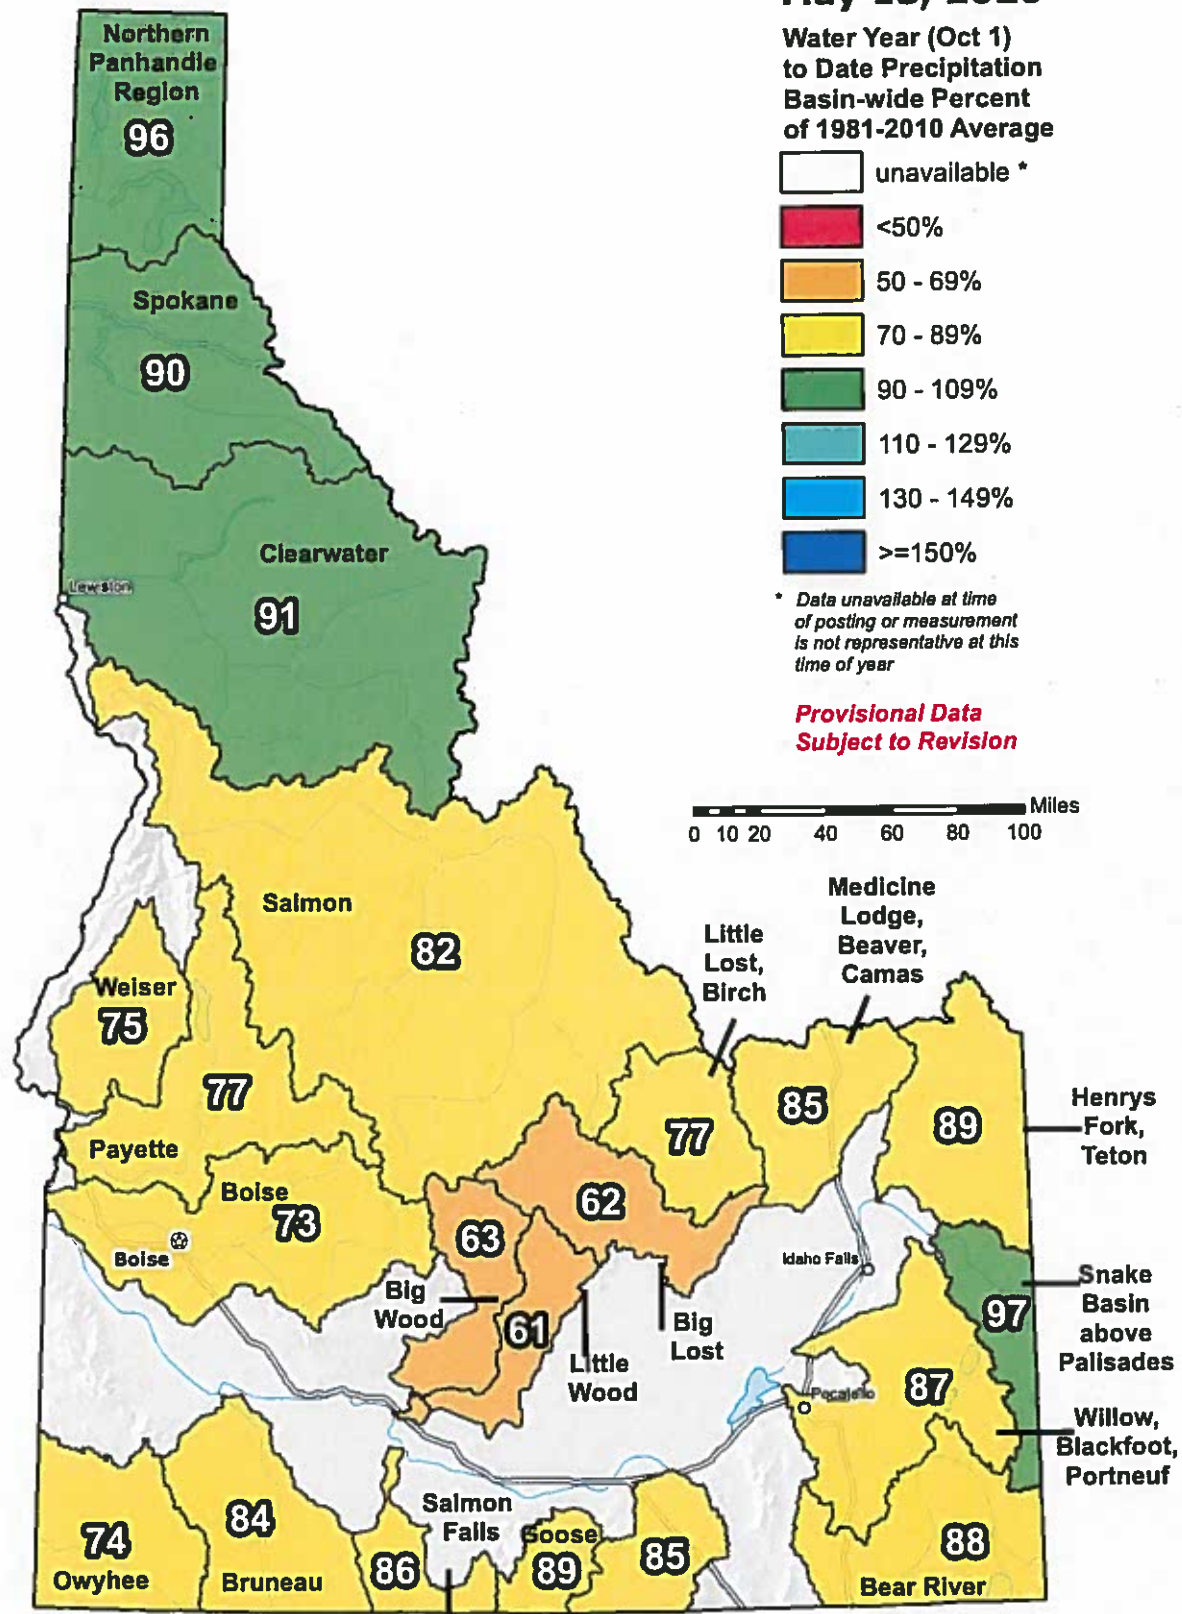 Water Year (Oct 1)
to Date Precipitation
Basin-wide Percent
of 1981-2010 Average
unavailable *
<50%
50 - 69%
70 - 89%
90 - 109%
110 - 129%
130 - 149%
>=150%
* Data unavailable at time
of posting or measurement
is not representative at this
time of year
Provisional Data
Subject to Revision
Miles
0 10 20 40 60 80 100
Northern
Panhandle
Region
96
Spokane
90
Clearwater
91
Lewiston
Salmon
82
Weiser
75
77
Payette
Boise
73
Boise
Little
Lost,
Birch
77
Medicine
Lodge,
Beaver,
Camas
85
89
Henrys
Fork,
Teton
63
62
61
Big
Wood
Little
Wood
Big
Lost
Idaho Falls
97
Snake
Basin
above
Palisades
Pocatello
87
Willow,
Blackfoot,
Portneuf
74
Owyhee
84
Bruneau
86
Salmon
Falls
Goose
89
85
88
Bear River